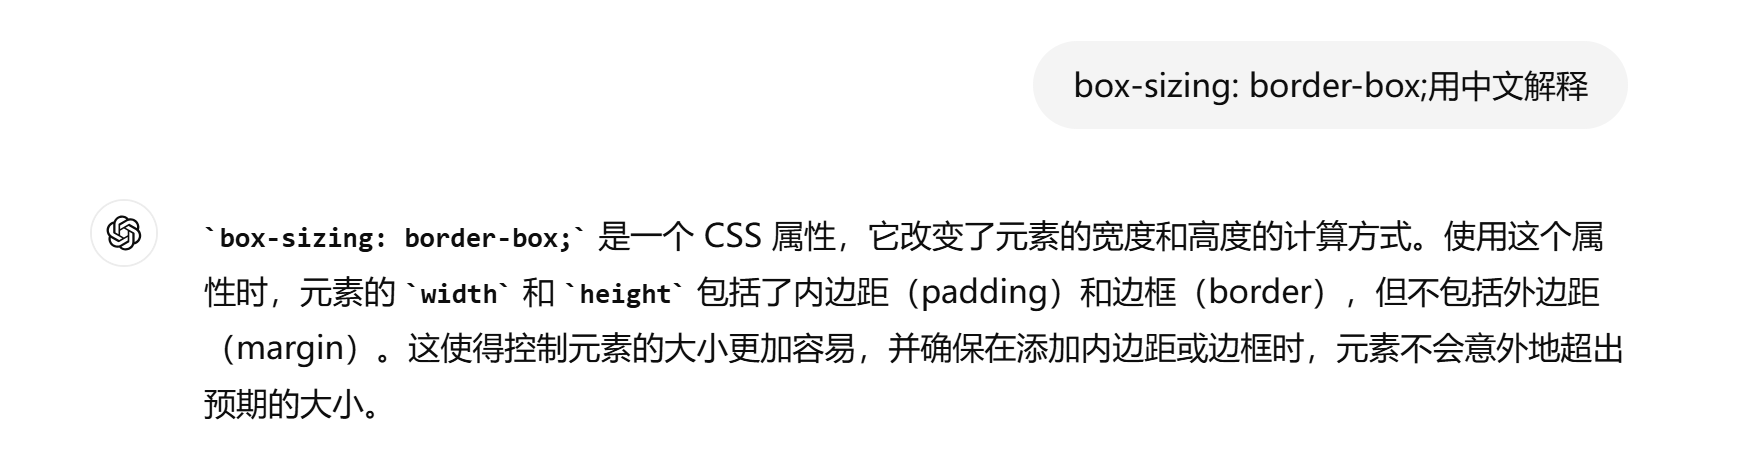 box-sizing: border-box;用中文解释
`box-sizing: border-box;` 是一个 CSS 属性，它改变了元素的宽度和高度的计算方式。使用这个属
性时，元素的 `width` 和 `height` 包括了内边距（padding）和边框（border），但不包括外边距
（margin）。这使得控制元素的大小更加容易，并确保在添加内边距或边框时，元素不会意外地超出
预期的大小。